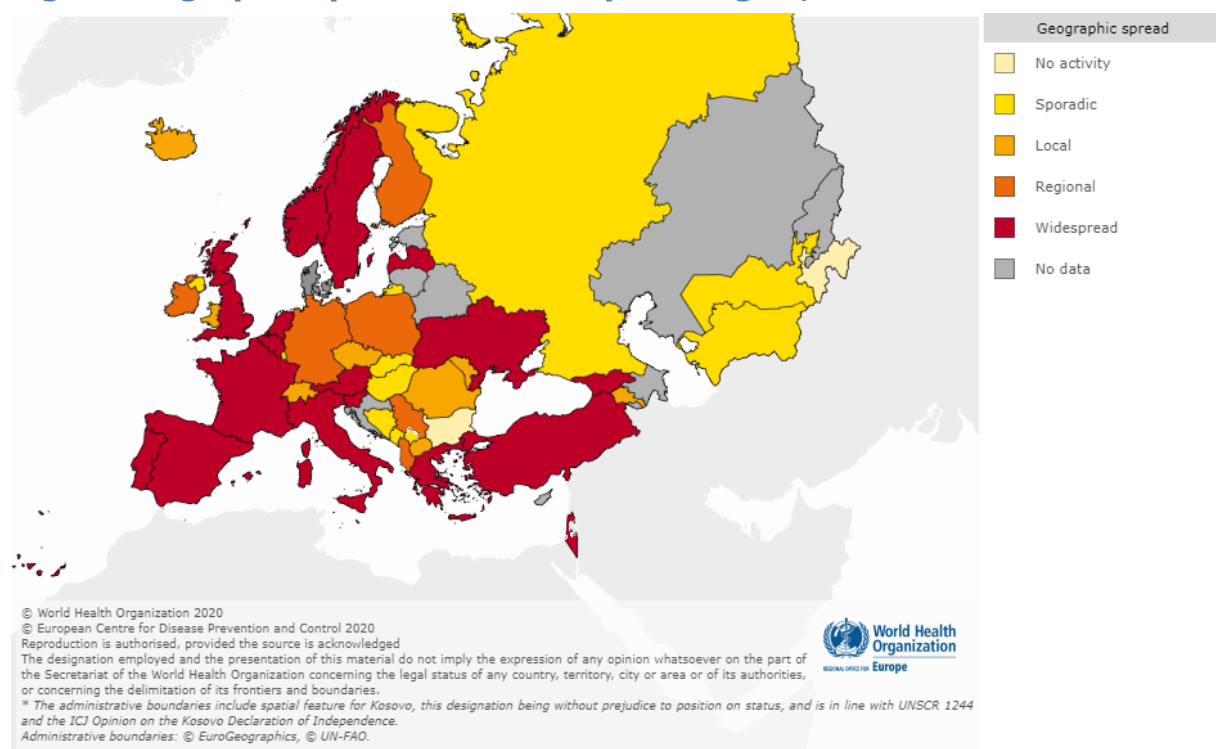 Geographic spread
No activity
Sporadic
Local
Regional
Widespread
No data
© World Health Organization 2020
© European Centre for Disease Prevention and Control 2020
Reproduction is authorised, provided the source is acknowledged
The designation employed and the presentation of this material do not imply the expression of any opinion whatsoever on the part of
the Secretariat of the World Health Organization concerning the legal status of any country, territory, city or area or of its authorities,
or concerning the delimitation of its frontiers and boundaries.
* The administrative boundaries include spatial feature for Kosovo, this designation being without prejudice to position on status, and is in line with UNSCR 1244
and the ICJ Opinion on the Kosovo Declaration of Independence.
Administrative boundaries: © EuroGeographics, © UN-FAO.
World Health
Organization
REGIONAL OFFICE FOR Europe